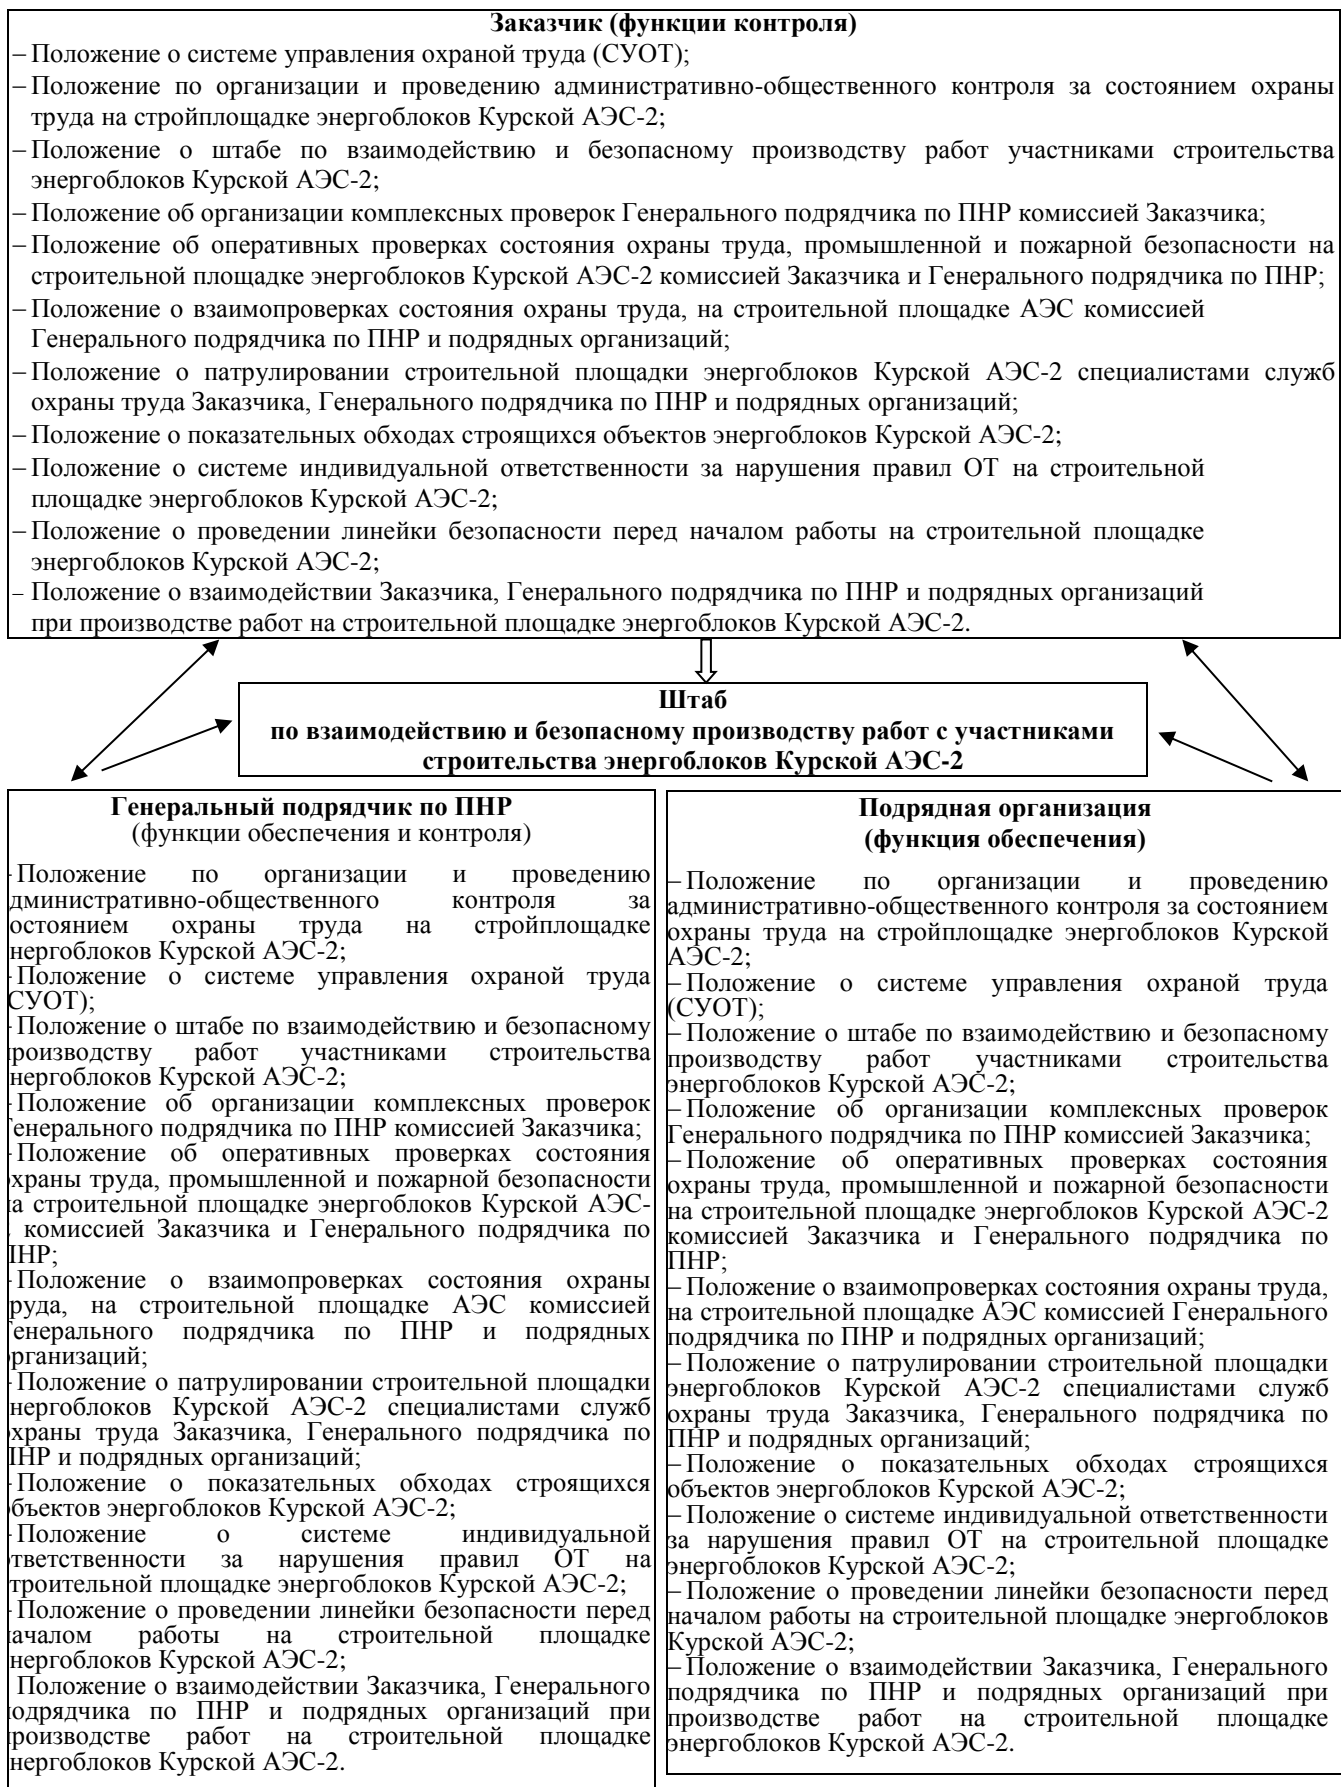 Заказчик (функции контроля)
– Положение о системе управления охраной труда (СУОТ);
– Положение по организации и проведению административно-общественного контроля за состоянием охраны
труда на стройплощадке энергоблоков Курской АЭС-2;
– Положение о штабе по взаимодействию и безопасному производству работ участниками строительства
энергоблоков Курской АЭС-2;
– Положение об организации комплексных проверок Генерального подрядчика по ПНР комиссией Заказчика;
– Положение об оперативных проверках состояния охраны труда, промышленной и пожарной безопасности на
строительной площадке энергоблоков Курской АЭС-2 комиссией Заказчика и Генерального подрядчика по ПНР;
– Положение о взаимопроверках состояния охраны труда, на строительной площадке АЭС комиссией
Генерального подрядчика по ПНР и подрядных организаций;
– Положение о патрулировании строительной площадки энергоблоков Курской АЭС-2 специалистами служб
охраны труда Заказчика, Генерального подрядчика по ПНР и подрядных организаций;
– Положение о показательных обходах строящихся объектов энергоблоков Курской АЭС-2;
– Положение о системе индивидуальной ответственности за нарушения правил ОТ на строительной
площадке энергоблоков Курской АЭС-2;
– Положение о проведении линейки безопасности перед началом работы на строительной площадке
энергоблоков Курской АЭС-2;
– Положение о взаимодействии Заказчика, Генерального подрядчика по ПНР и подрядных организаций
при производстве работ на строительной площадке энергоблоков Курской АЭС-2.
Штаб
по взаимодействию и безопасному производству работ с участниками
строительства энергоблоков Курской АЭС-2
Генеральный подрядчик по ПНР
(функции обеспечения и контроля)
- Положение по организации и проведению
дминистративно-общественного контроля за
остоянием охраны труда на стройплощадке
нергоблоков Курской АЭС-2;
- Положение о системе управления охраной труда
СУОТ);
- Положение о штабе по взаимодействию и безопасному
роизводству работ участниками строительства
нергоблоков Курской АЭС-2;
- Положение об организации комплексных проверок
Генерального подрядчика по ПНР комиссией Заказчика;
- Положение об оперативных проверках состояния
охраны труда, промышленной и пожарной безопасности
на строительной площадке энергоблоков Курской АЭС-
комиссией Заказчика и Генерального подрядчика по
ПНР;
- Положение о взаимопроверках состояния охраны
труда, на строительной площадке АЭС комиссией
Генерального подрядчика по ПНР и подрядных
организаций;
- Положение о патрулировании строительной площадки
нергоблоков Курской АЭС-2 специалистами служб
охраны труда Заказчика, Генерального подрядчика по
ПНР и подрядных организаций;
- Положение о показательных обходах строящихся
объектов энергоблоков Курской АЭС-2;
- Положение о системе индивидуальной
ответственности за нарушения правил ОТ на
троительной площадке энергоблоков Курской АЭС-2;
- Положение о проведении линейки безопасности перед
началом работы на строительной площадке
нергоблоков Курской АЭС-2;
Положение о взаимодействии Заказчика, Генерального
подрядчика по ПНР и подрядных организаций при
роизводстве работ на строительной площадке
нергоблоков Курской АЭС-2.
Подрядная организация
(функция обеспечения)
– Положение по организации и проведению
административно-общественного контроля за состоянием
охраны труда на стройплощадке энергоблоков Курской
АЭС-2;
– Положение о системе управления охраной труда
(СУОТ);
– Положение о штабе по взаимодействию и безопасному
производству работ участниками строительства
энергоблоков Курской АЭС-2;
– Положение об организации комплексных проверок
Генерального подрядчика по ПНР комиссией Заказчика;
– Положение об оперативных проверках состояния
охраны труда, промышленной и пожарной безопасности
на строительной площадке энергоблоков Курской АЭС-2
комиссией Заказчика и Генерального подрядчика по
ПНР;
– Положение о взаимопроверках состояния охраны труда,
на строительной площадке АЭС комиссией Генерального
подрядчика по ПНР и подрядных организаций;
– Положение о патрулировании строительной площадки
энергоблоков Курской АЭС-2 специалистами служб
охраны труда Заказчика, Генерального подрядчика по
ПНР и подрядных организаций;
– Положение о показательных обходах строящихся
объектов энергоблоков Курской АЭС-2;
– Положение о системе индивидуальной ответственности
за нарушения правил ОТ на строительной площадке
энергоблоков Курской АЭС-2;
– Положение о проведении линейки безопасности перед
началом работы на строительной площадке энергоблоков
Курской АЭС-2;
– Положение о взаимодействии Заказчика, Генерального
подрядчика по ПНР и подрядных организаций при
производстве работ на строительной площадке
энергоблоков Курской АЭС-2.